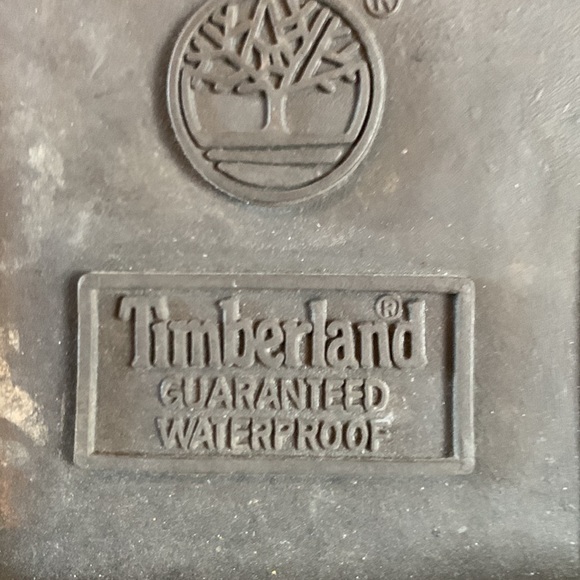 ®
Timberland®
GUARANTEED
WATERPROOF